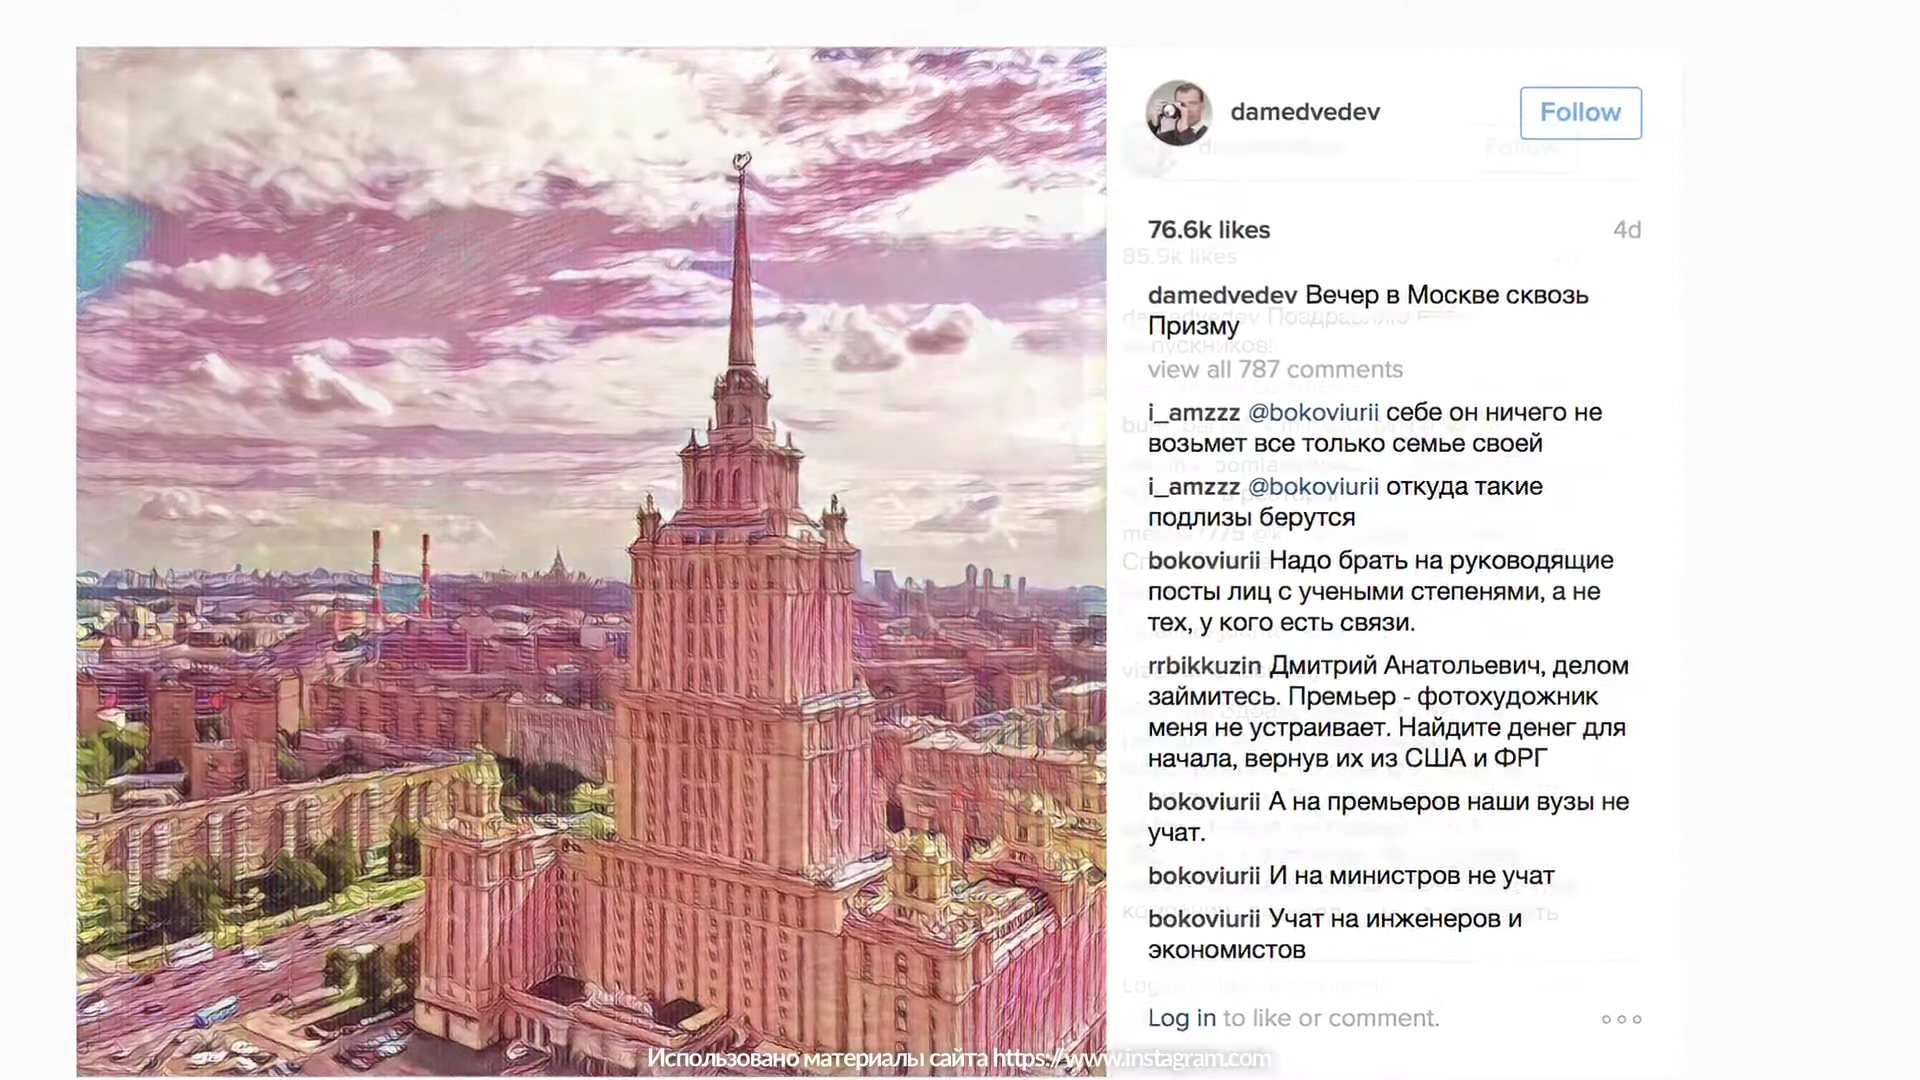 damedvedev
Follow
76.6k likes
4d
85.9k likes
damedvedev Вечер в Москве сквозь
Призму
view all 787 comments
i_amzzz @bokoviurii себе он ничего не
возьмет все только семье своей
i_amzzz @bokoviurii откуда такие
подлизы берутся
bokoviurii Надо брать на руководящие
посты лиц с учеными степенями, а не
тех, у кого есть связи.
rrbikkuzin Дмитрий Анатольевич, делом
займитесь. Премьер - фотохудожник
меня не устраивает. Найдите денег для
начала, вернув их из США и ФРГ
bokoviurii А на премьеров наши вузы не
учат.
bokoviurii И на министров не учат
bokoviurii Учат на инженеров и
экономистов
Log in to like or comment.
Использовано материалы сайта https://www.instagram.com